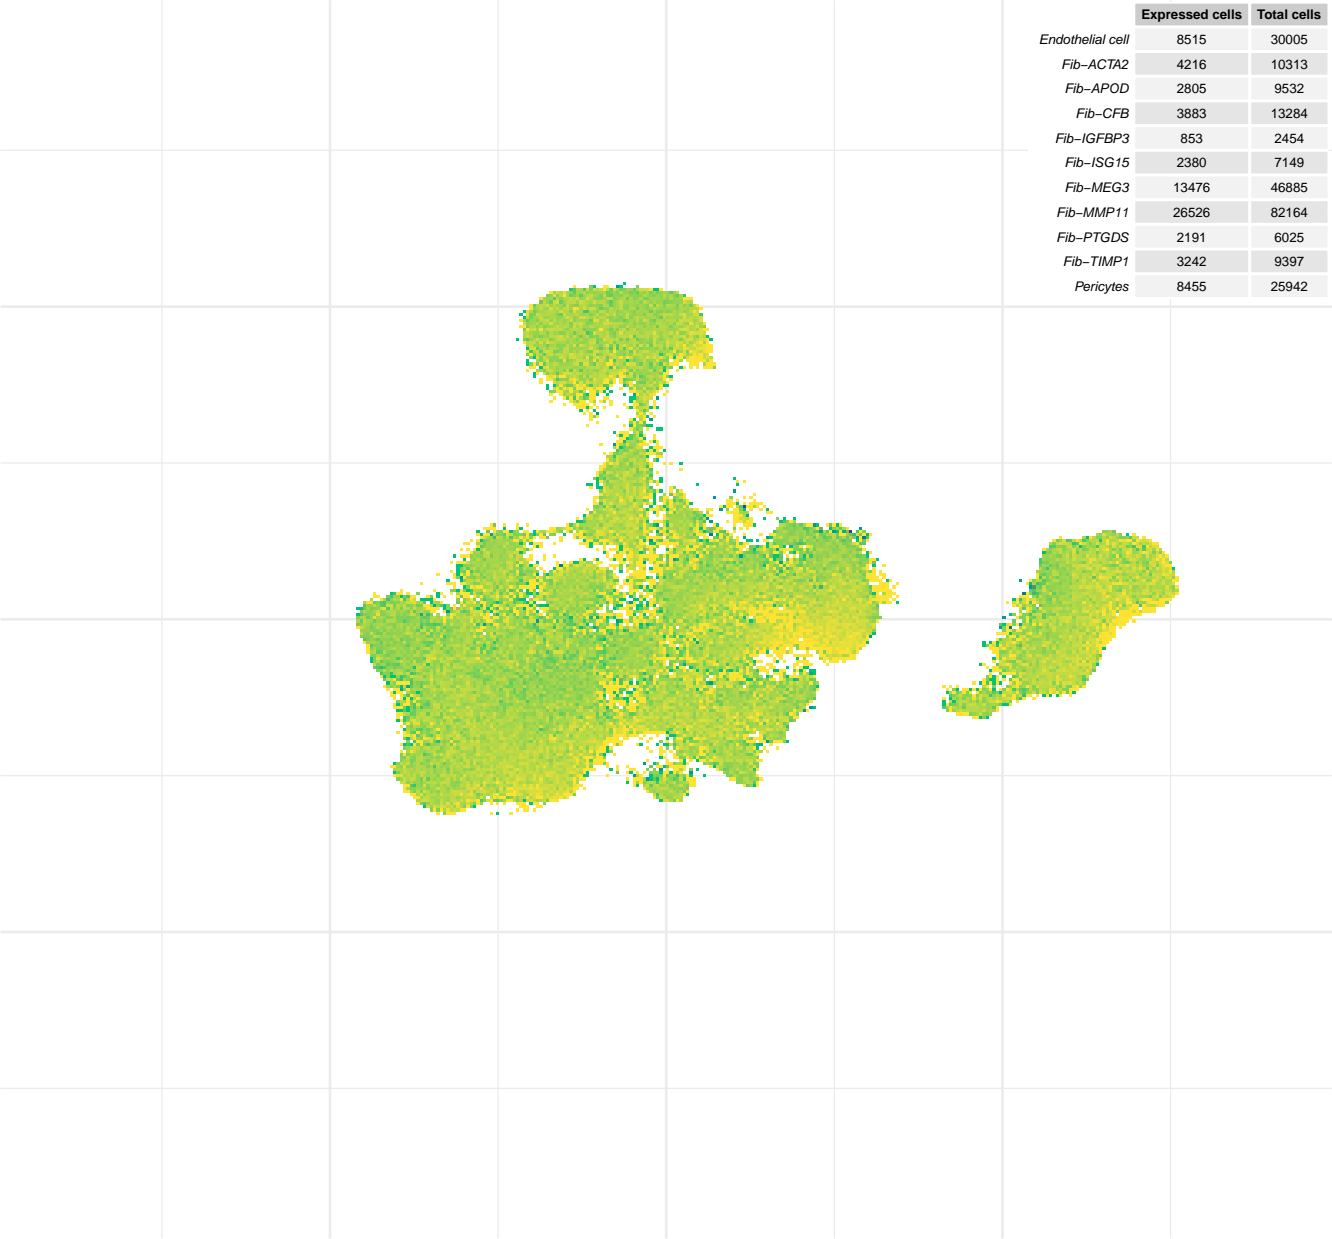 Expressed cells Total cells
Endothelial cell 8515 30005
Fib−ACTA2 4216 10313
Fib−APOD 2805 9532
Fib−CFB 3883 13284
Fib−IGFBP3 853 2454
Fib−ISG15 2380 7149
Fib−MEG3 13476 46885
Fib−MMP11 26526 82164
Fib−PTGDS 2191 6025
Fib−TIMP1 3242 9397
Pericytes 8455 25942